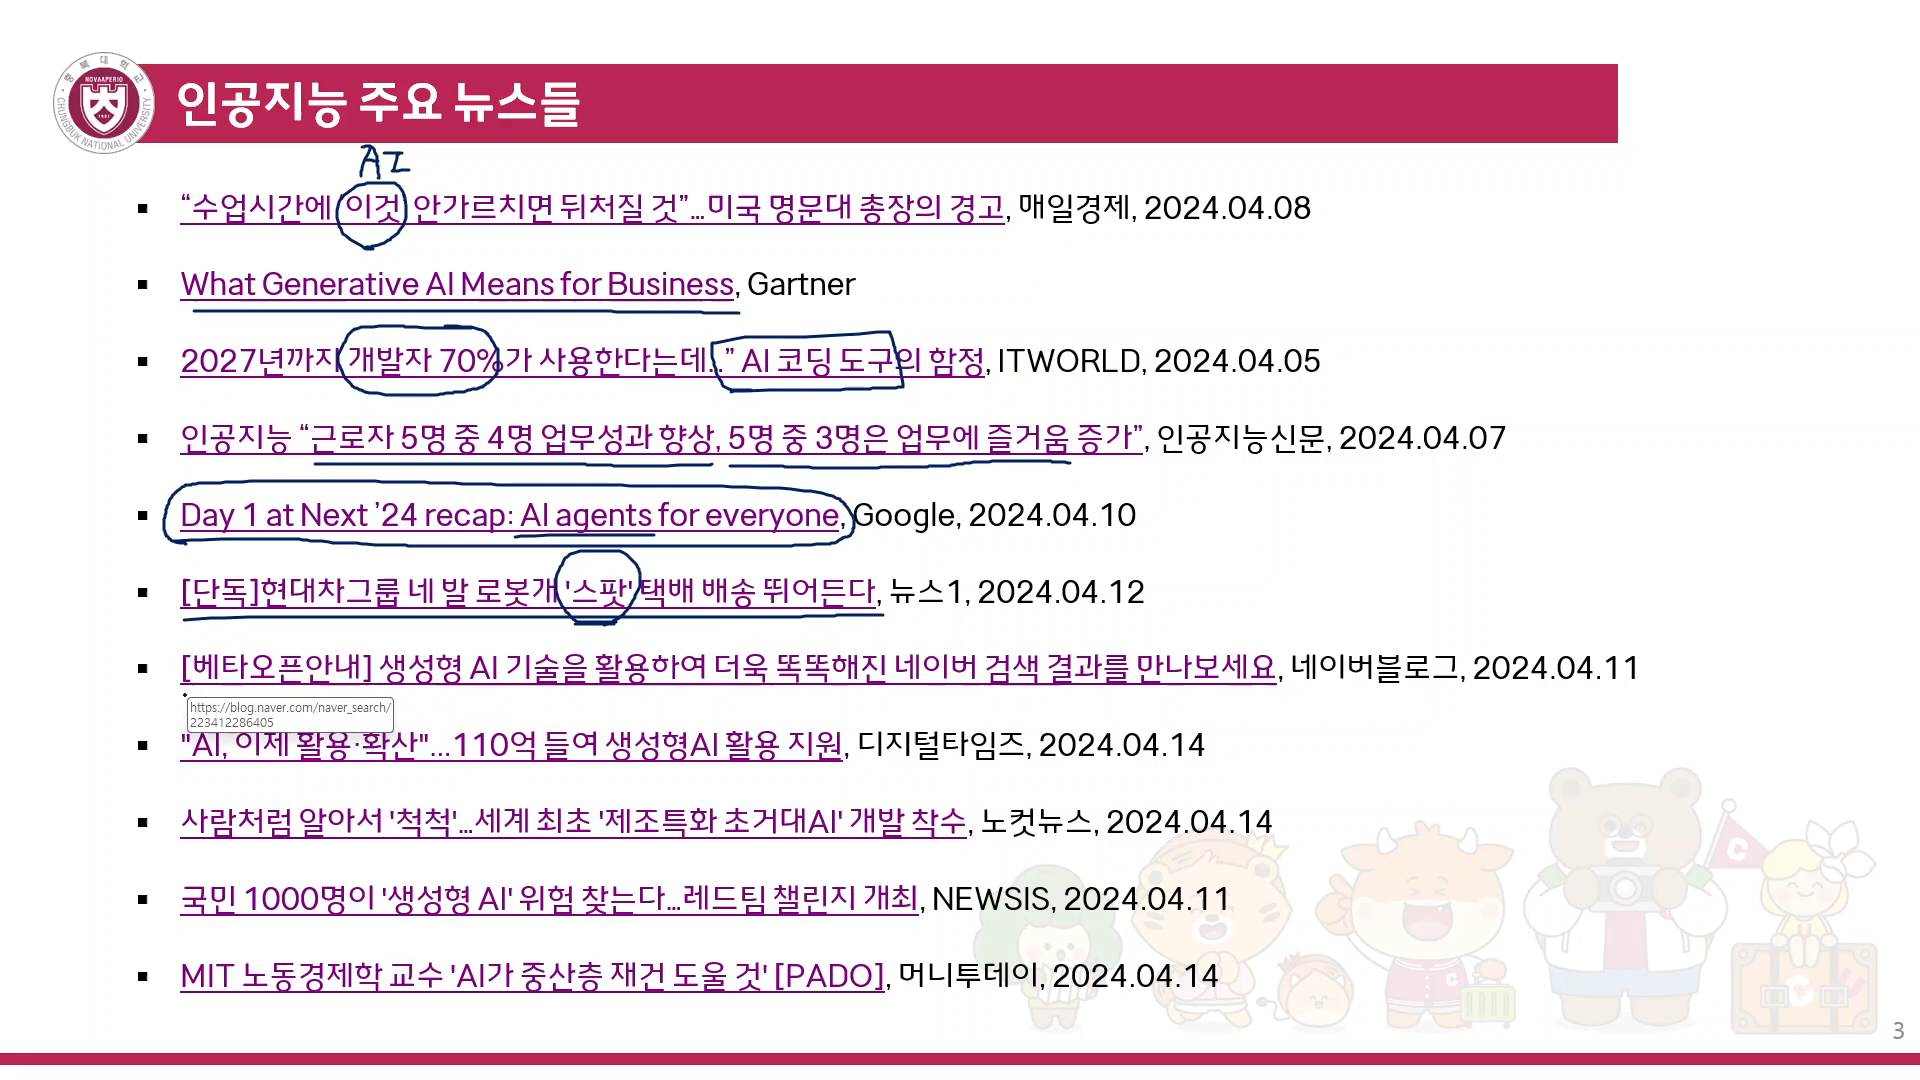 인공지능 주요 뉴스들
충북대학교
NOVAAPERIO
1951
CHUNGBUK NATIONAL UNIVERSITY
AI
▪ “수업시간에 '이것' 안가르치면 뒤처질 것”…미국 명문대 총장의 경고, 매일경제, 2024.04.08
▪ What Generative AI Means for Business, Gartner
▪ 2027년까지 개발자 70%가 사용한다는데…” AI 코딩 도구의 함정, ITWORLD, 2024.04.05
▪ 인공지능 “근로자 5명 중 4명 업무성과 향상, 5명 중 3명은 업무에 즐거움 증가”, 인공지능신문, 2024.04.07
▪ Day 1 at Next ’24 recap: AI agents for everyone, Google, 2024.04.10
▪ [단독]현대차그룹 네 발 로봇개 '스팟' 택배 배송 뛰어든다, 뉴스1, 2024.04.12
▪ [베타오픈안내] 생성형 AI 기술을 활용하여 더욱 똑똑해진 네이버 검색 결과를 만나보세요, 네이버블로그, 2024.04.11
https://blog.naver.com/naver_search/
223412286405
▪ "AI, 이제 활용·확산"…110억 들여 생성형AI 활용 지원, 디지털타임즈, 2024.04.14
▪ 사람처럼 알아서 '척척'…세계 최초 '제조특화 초거대AI' 개발 착수, 노컷뉴스, 2024.04.14
▪ 국민 1000명이 '생성형 AI' 위험 찾는다…레드팀 챌린지 개최, NEWSIS, 2024.04.11
▪ MIT 노동경제학 교수 'AI가 중산층 재건 도울 것' [PADO], 머니투데이, 2024.04.14
C
C
C
3